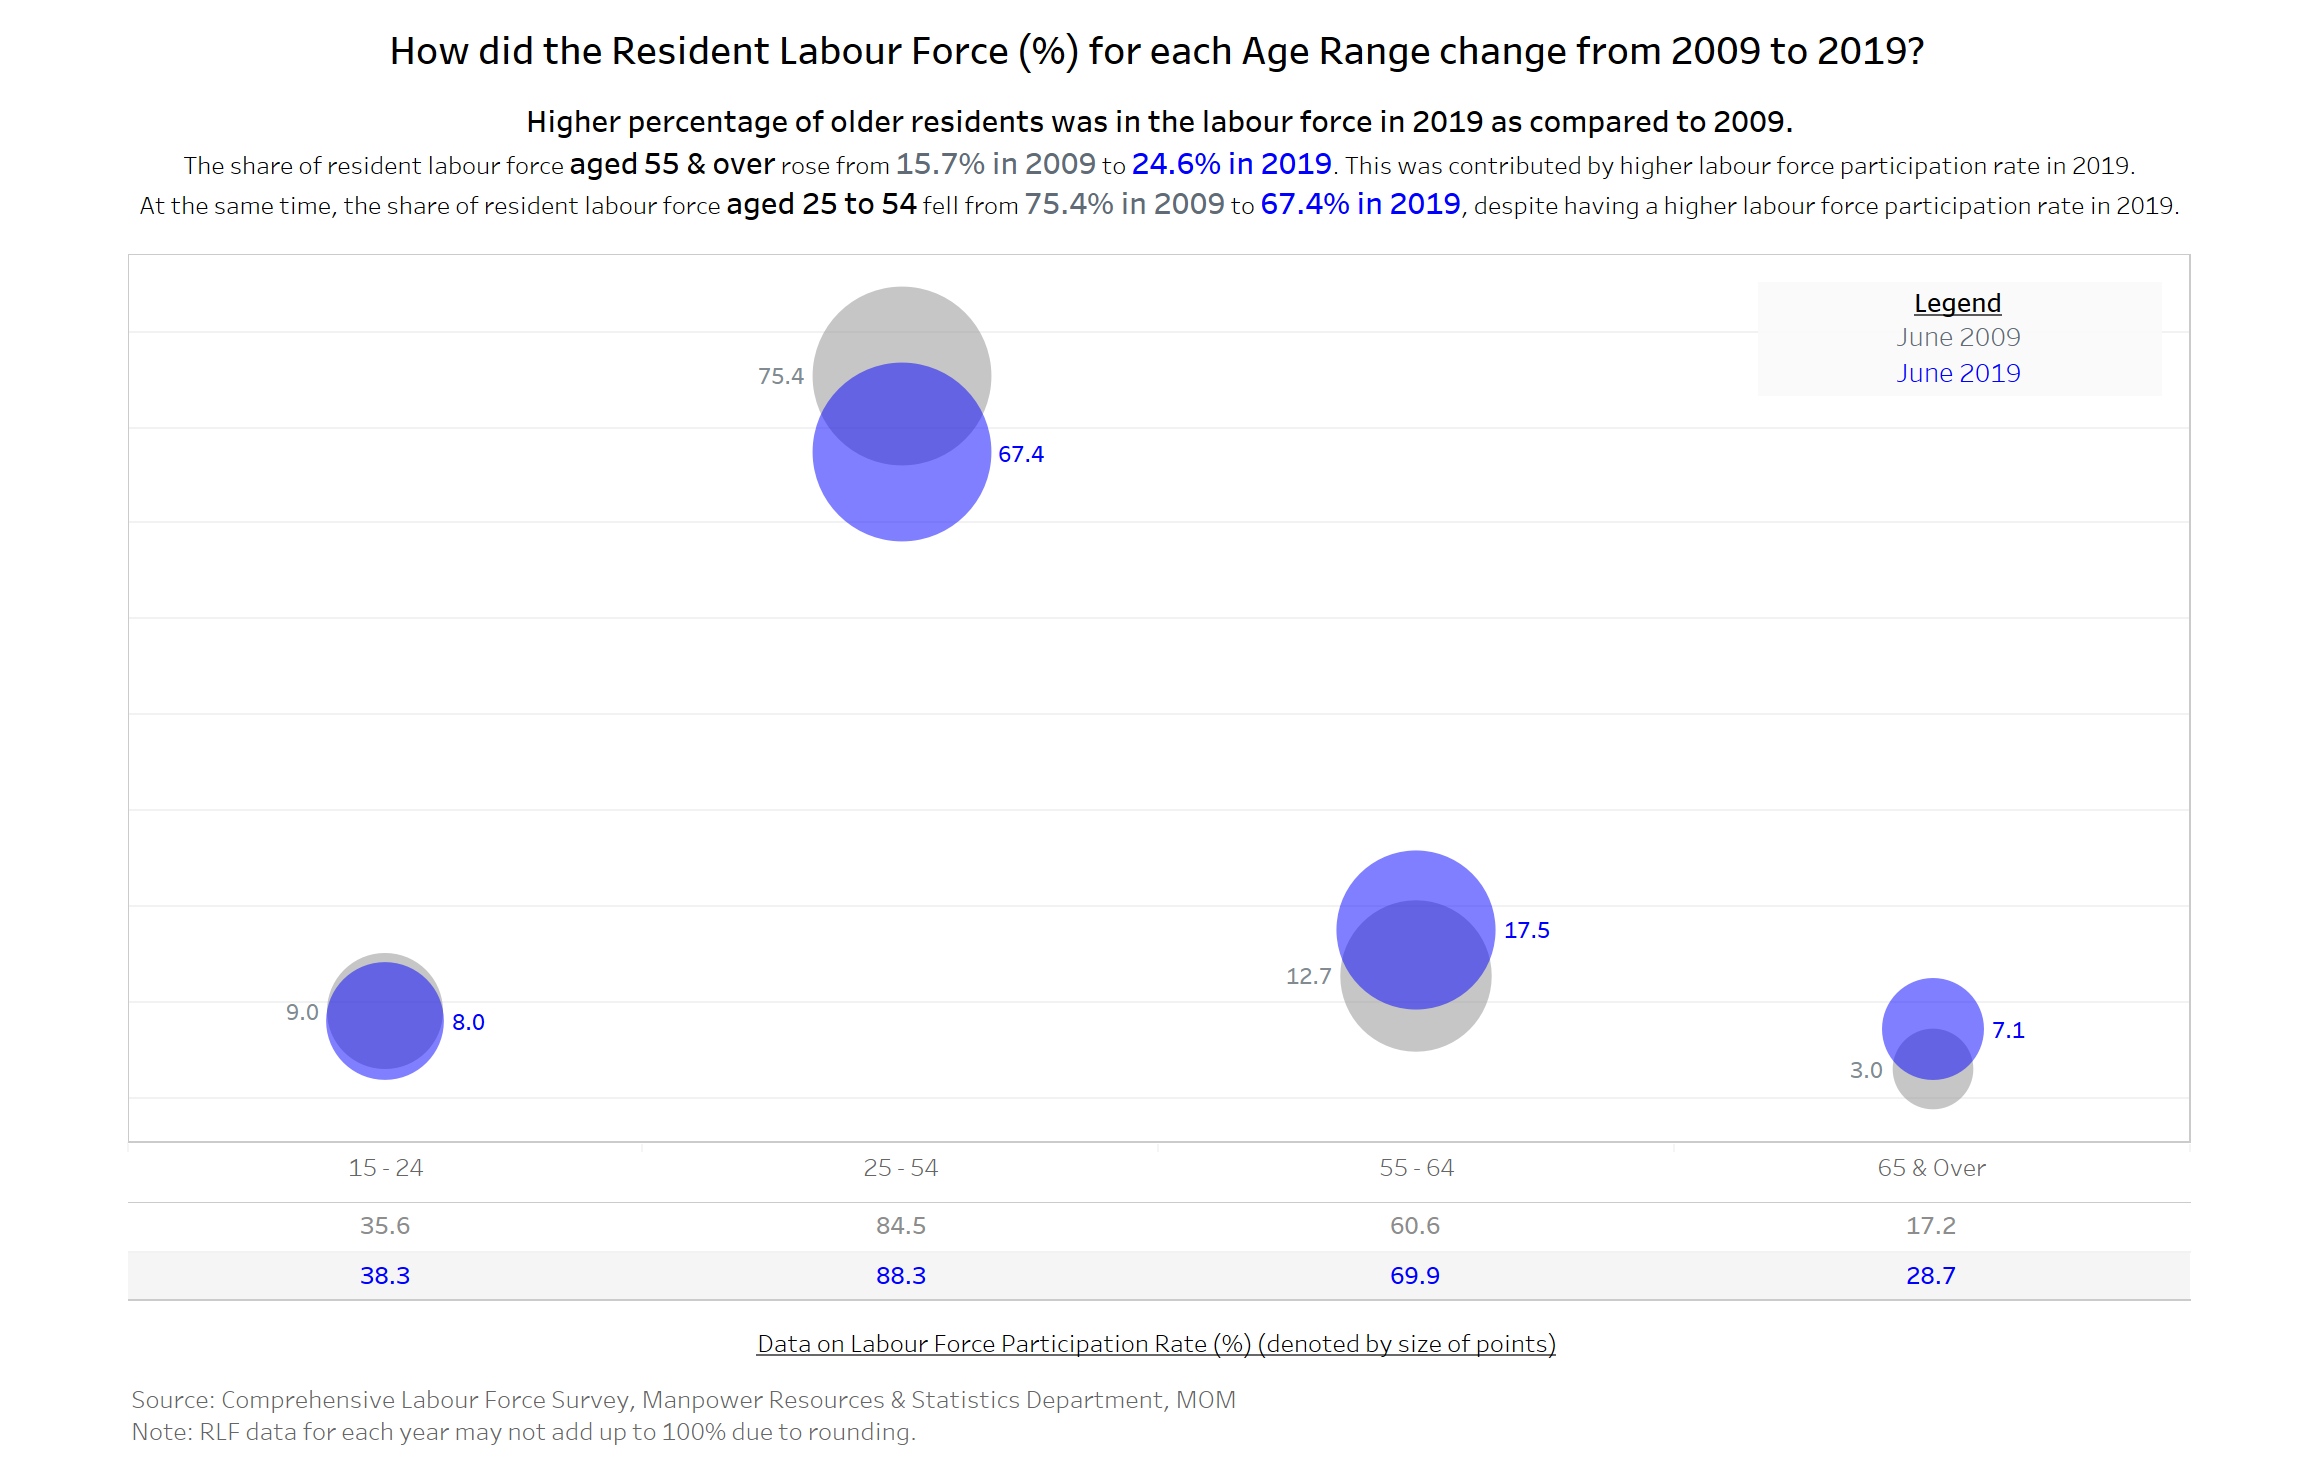 How did the Resident Labour Force (%) for each Age Range change from 2009 to 2019?
Higher percentage of older residents was in the labour force in 2019 as compared to 2009.
The share of resident labour force aged 55 & over rose from 15.7% in 2009 to 24.6% in 2019. This was contributed by higher labour force participation rate in 2019.
At the same time, the share of resident labour force aged 25 to 54 fell from 75.4% in 2009 to 67.4% in 2019, despite having a higher labour force participation rate in 2019.
Legend
June 2009
June 2019
75.4
67.4
17.5
12.7
9.0
8.0
7.1
3.0
15 - 24 25 - 54 55 - 64 65 & Over
35.6 84.5 60.6 17.2
38.3 88.3 69.9 28.7
Data on Labour Force Participation Rate (%) (denoted by size of points)
Source: Comprehensive Labour Force Survey, Manpower Resources & Statistics Department, MOM
Note: RLF data for each year may not add up to 100% due to rounding.